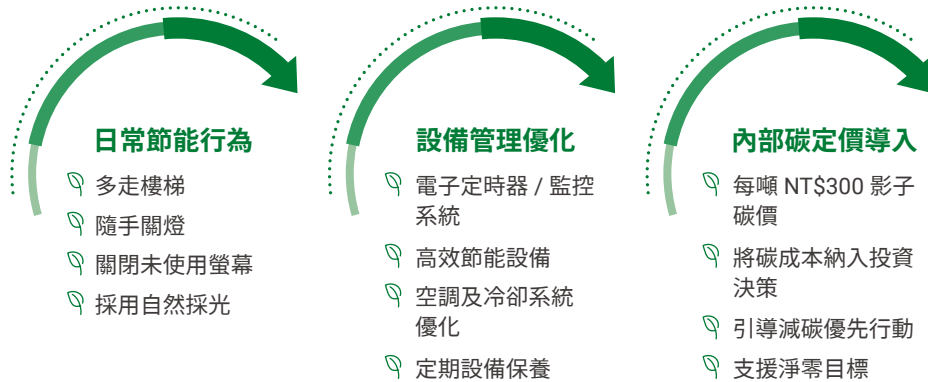 日常節能行為
多走樓梯
隨手關燈
關閉未使用螢幕
採用自然採光
設備管理優化
電子定時器 / 監控
系統
高效節能設備
空調及冷卻系統
優化
定期設備保養
內部碳定價導入
每噸 NT$300 影子
碳價
將碳成本納入投資
決策
引導減碳優先行動
支援淨零目標